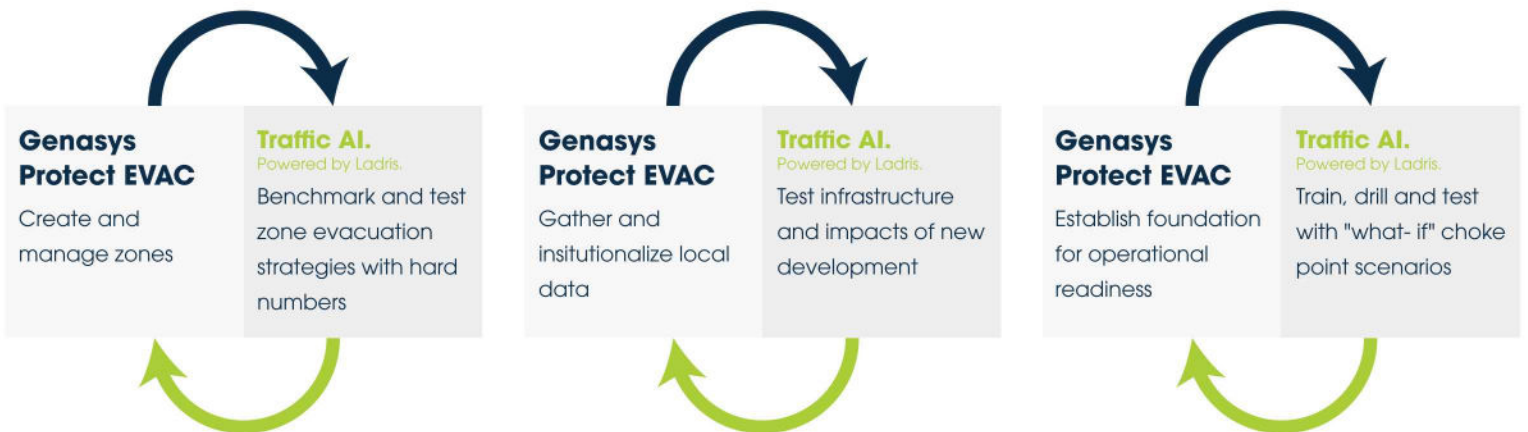 Genasys
Protect EVAC
Create and
manage zones
Traffic AI.
Powered by Ladris.
Benchmark and test
zone evacuation
strategies with hard
numbers
Genasys
Protect EVAC
Gather and
insitutionalize local
data
Traffic AI.
Powered by Ladris.
Test infrastructure
and impacts of new
development
Genasys
Protect EVAC
Establish foundation
for operational
readiness
Traffic AI.
Powered by Ladris.
Train, drill and test
with "what- if" choke
point scenarios